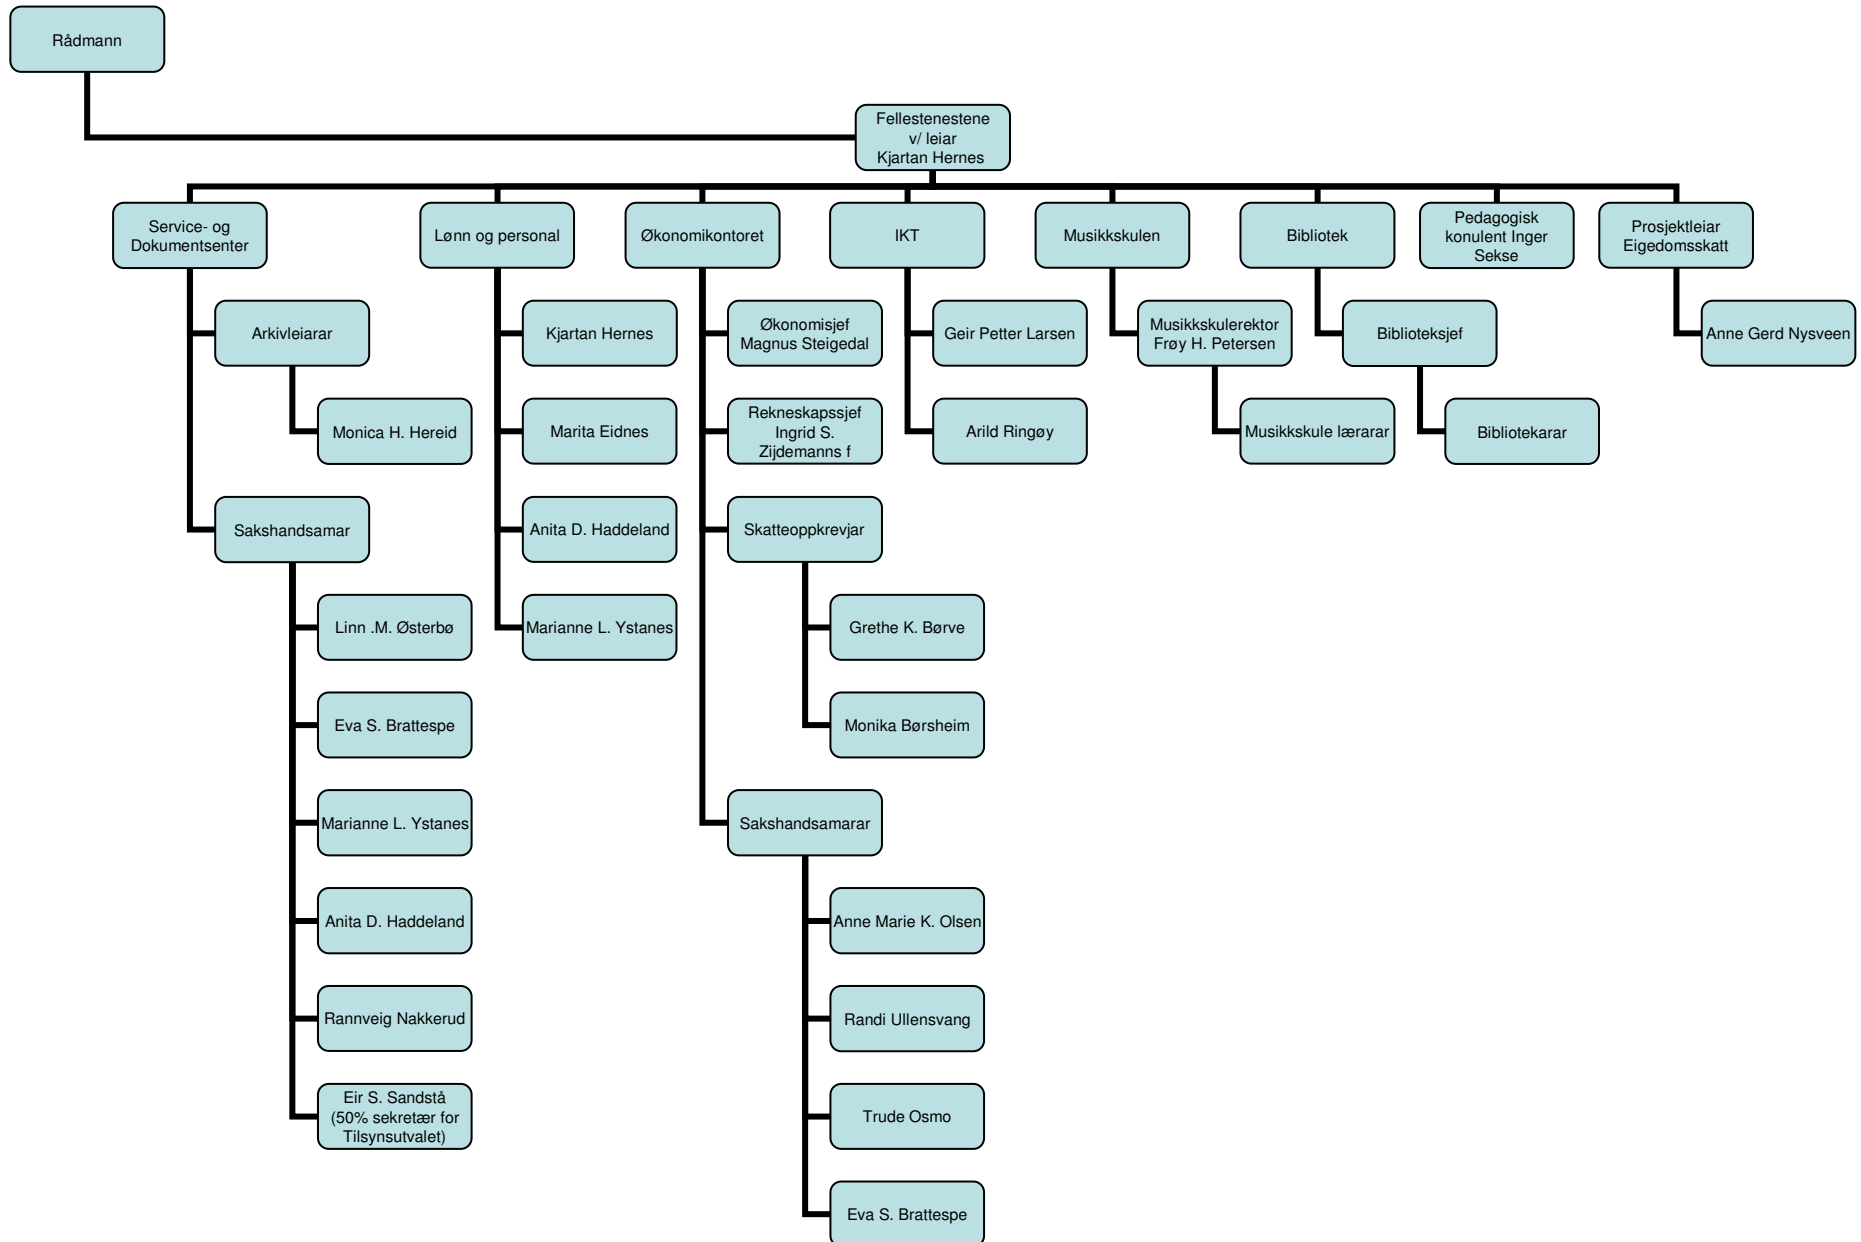 Rådmann
Fellestenestene
v/ leiar
Kjartan Hernes
Service- og
Dokumentsenter
Lønn og personal
Økonomikontoret
IKT
Musikkskulen
Bibliotek
Pedagogisk
konulent Inger
Sekse
Prosjektleiar
Eigedomsskatt
Arkivleiarar
Kjartan Hernes
Økonomisjef
Magnus Steigedal
Geir Petter Larsen
Musikkskulerektor
Frøy H. Petersen
Biblioteksjef
Anne Gerd Nysveen
Monica H. Hereid
Marita Eidnes
Rekneskapssjef
Ingrid S.
Zijdemanns f
Arild Ringøy
Musikkskule lærarar
Bibliotekarar
Sakshandsamar
Anita D. Haddeland
Skatteoppkrevjar
Linn .M. Østerbø
Marianne L. Ystanes
Grethe K. Børve
Eva S. Brattespe
Monika Børsheim
Marianne L. Ystanes
Sakshandsamarar
Anita D. Haddeland
Anne Marie K. Olsen
Rannveig Nakkerud
Randi Ullensvang
Eir S. Sandstå
(50% sekretær for
Tilsynsutvalet)
Trude Osmo
Eva S. Brattespe